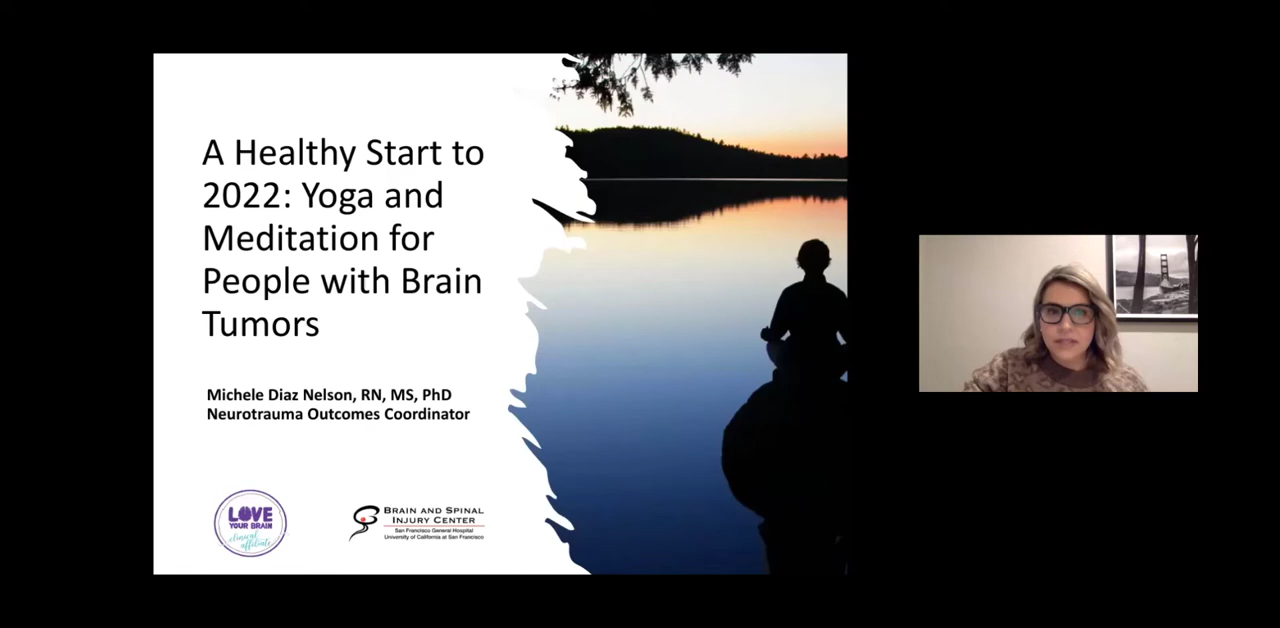 A Healthy Start to
2022: Yoga and
Meditation for
People with Brain
Tumors
Michele Diaz Nelson, RN, MS, PhD
Neurotrauma Outcomes Coordinator
LOVE
YOUR BRAIN
clinical
affiliate
BRAIN AND SPINAL
INJURY CENTER
San Francisco General Hospital
University of California at San Francisco